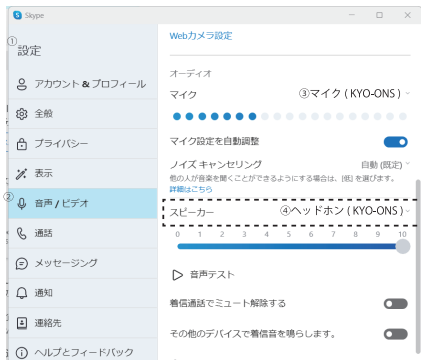 Skype
①
設定
アカウント & プロフィール
全般
プライバシー
表示
② 音声 / ビデオ
通話
メッセージング
通知
連絡先
ヘルプとフィードバック
Webカメラ設定
オーディオ
マイク ③マイク ( KYO-ONS )
マイク設定を自動調整
ノイズ キャンセリング 自動 (既定)
他の人が音楽を聞くことができるようにする場合は、[低] を選びます。
詳細はこちら
スピーカー ④ヘッドホン ( KYO-ONS )
0 1 2 3 4 5 6 7 8 9 10
音声テスト
着信通話でミュート解除する
その他のデバイスで着信音を鳴らします。